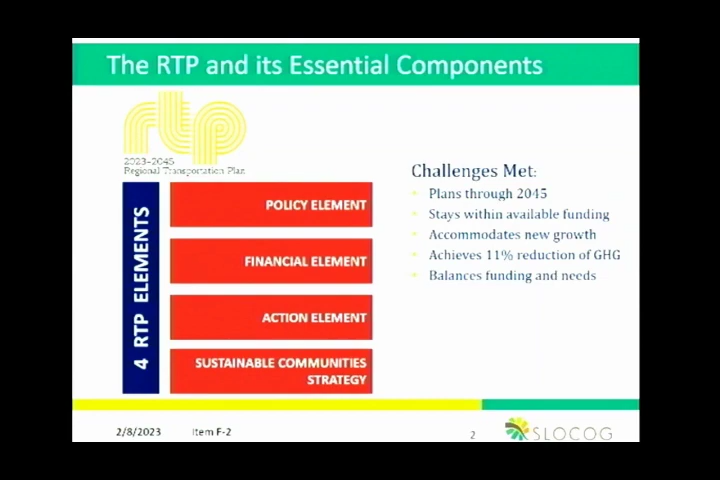 The RTP and its Essential Components
rtp
2023-2045
Regional Transportation Plan
4 RTP ELEMENTS
POLICY ELEMENT
FINANCIAL ELEMENT
ACTION ELEMENT
SUSTAINABLE COMMUNITIES
STRATEGY
Challenges Met:
Plans through 2045
Stays within available funding
Accommodates new growth
Achieves 11% reduction of GHG
Balances funding and needs
2/8/2023 Item F-2 2 SLOCOG